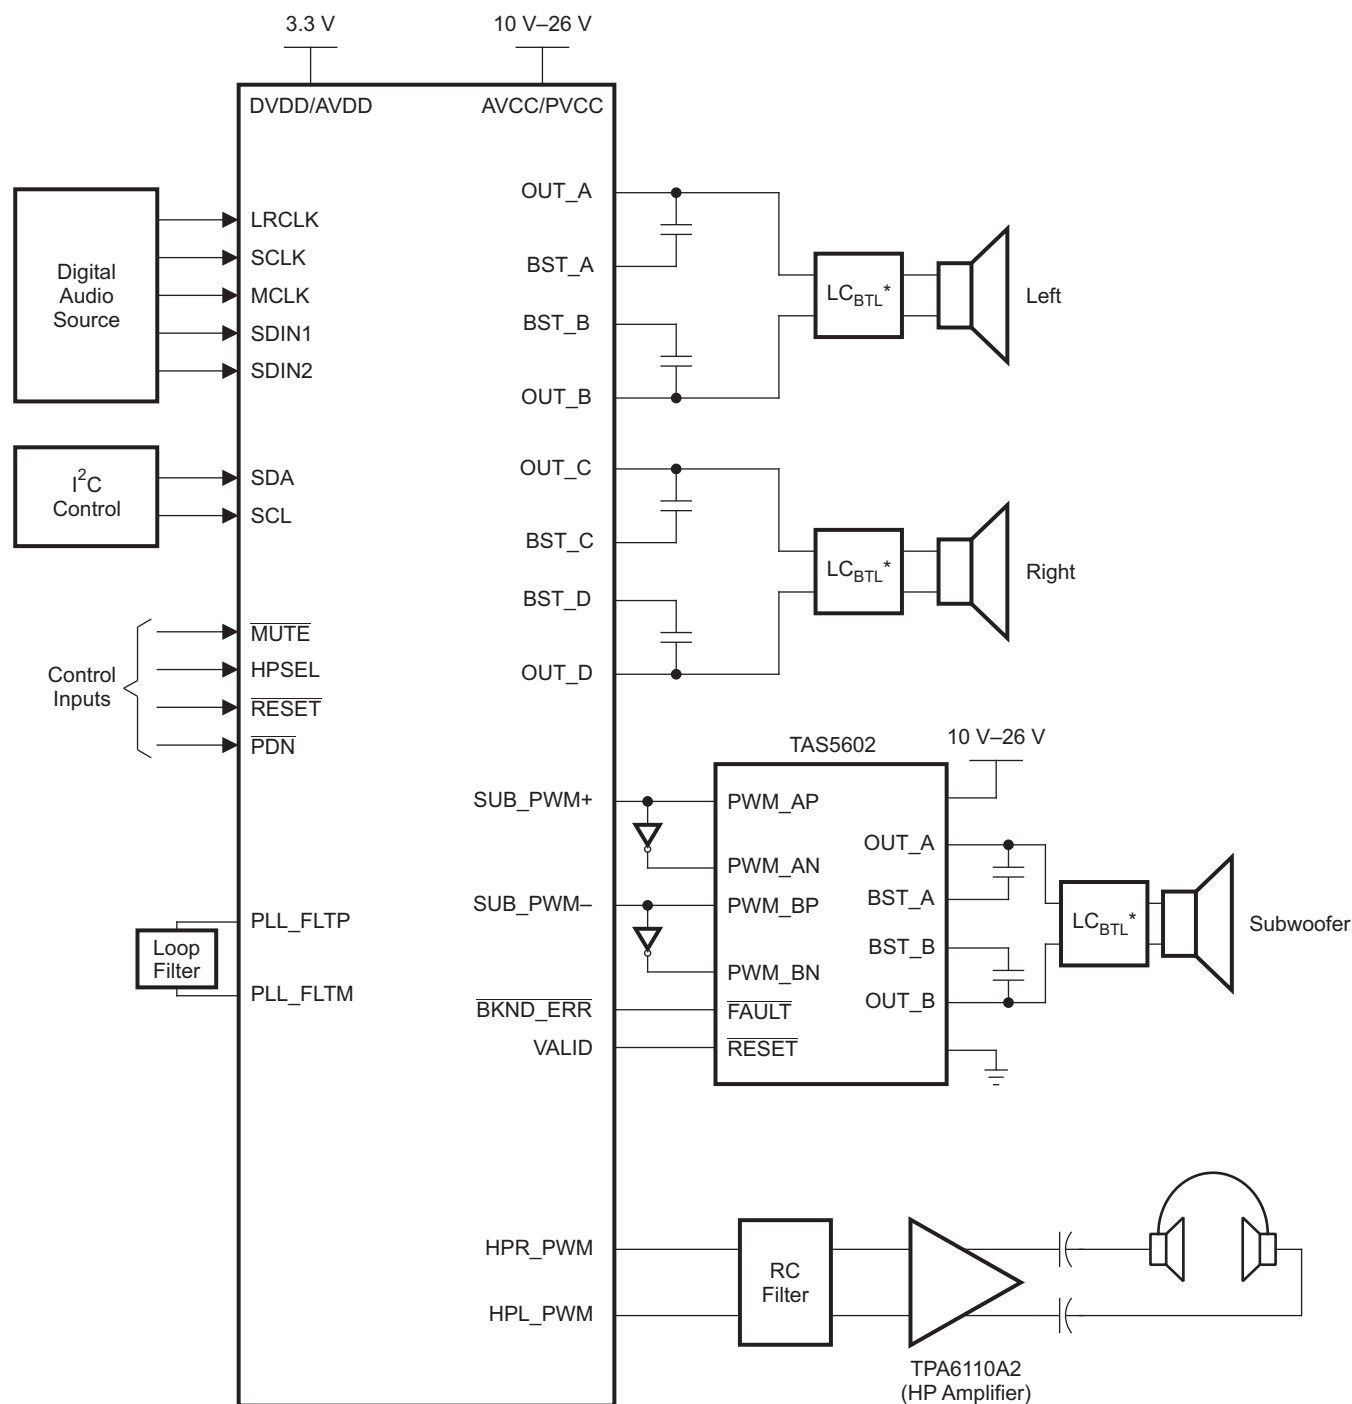 3.3 V
10 V–26 V
DVDD/AVDD
AVCC/PVCC
Digital
Audio
Source
LRCLK
SCLK
MCLK
SDIN1
SDIN2
I²C
Control
SDA
SCL
Control
Inputs
MUTE
HPSEL
RESET
PDN
Loop
Filter
PLL_FLTP
PLL_FLTM
OUT_A
BST_A
BST_B
OUT_B
LCBTL*
Left
OUT_C
BST_C
BST_D
OUT_D
LCBTL*
Right
SUB_PWM+
SUB_PWM–
BKND_ERR
VALID
TAS5602
10 V–26 V
PWM_AP
PWM_AN
PWM_BP
PWM_BN
FAULT
RESET
OUT_A
BST_A
BST_B
OUT_B
LCBTL*
Subwoofer
HPR_PWM
HPL_PWM
RC
Filter
TPA6110A2
(HP Amplifier)